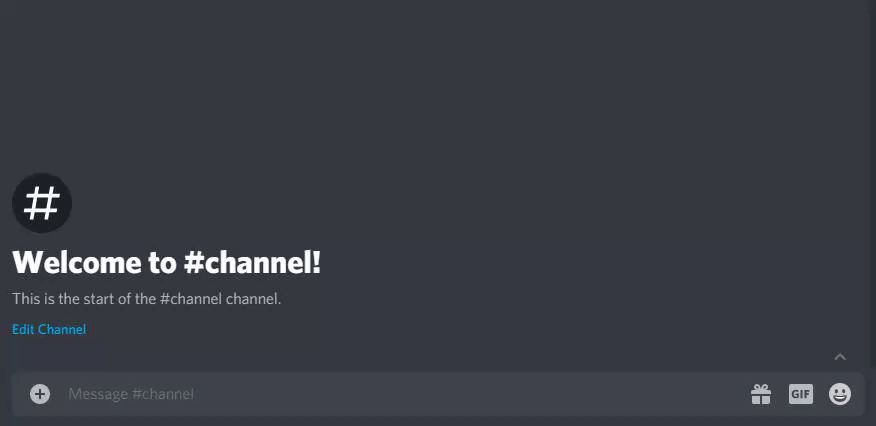 #
Welcome to #channel!
This is the start of the #channel channel.
Edit Channel
Message #channel
GIF